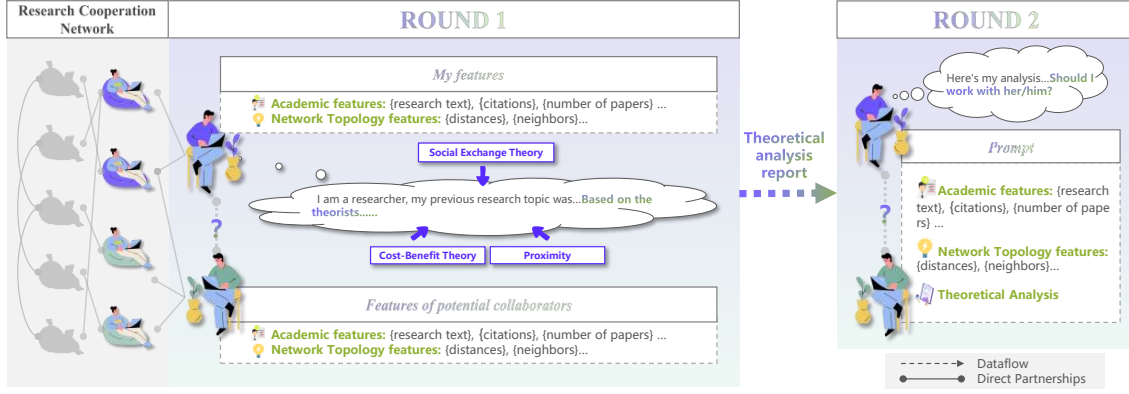 Research Cooperation
Network
ROUND 1
My features
Academic features: {research text}, {citations}, {number of papers} ...
Network Topology features: {distances}, {neighbors}...
Social Exchange Theory
I am a researcher, my previous research topic was...Based on the
theorists......
Cost-Benefit Theory
Proximity
?
Features of potential collaborators
Academic features: {research text}, {citations}, {number of papers} ...
Network Topology features: {distances}, {neighbors}...
Theoretical
analysis
report
ROUND 2
Here's my analysis...Should I
work with her/him?
Prompt
Academic features: {research
text}, {citations}, {number of pape
rs} ...
?
Network Topology features:
{distances}, {neighbors}...
Theoretical Analysis
Dataflow
Direct Partnerships